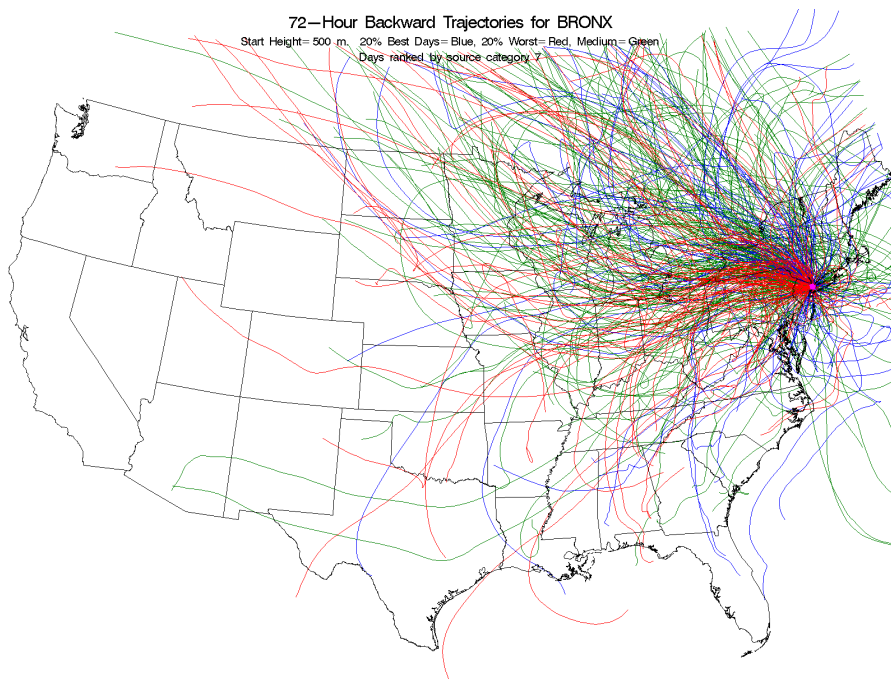 72-Hour Backward Trajectories for BRONX
Start Height= 500 m.  20% Best Days=Blue, 20% Worst=Red, Medium=Green
Days ranked by source category 7